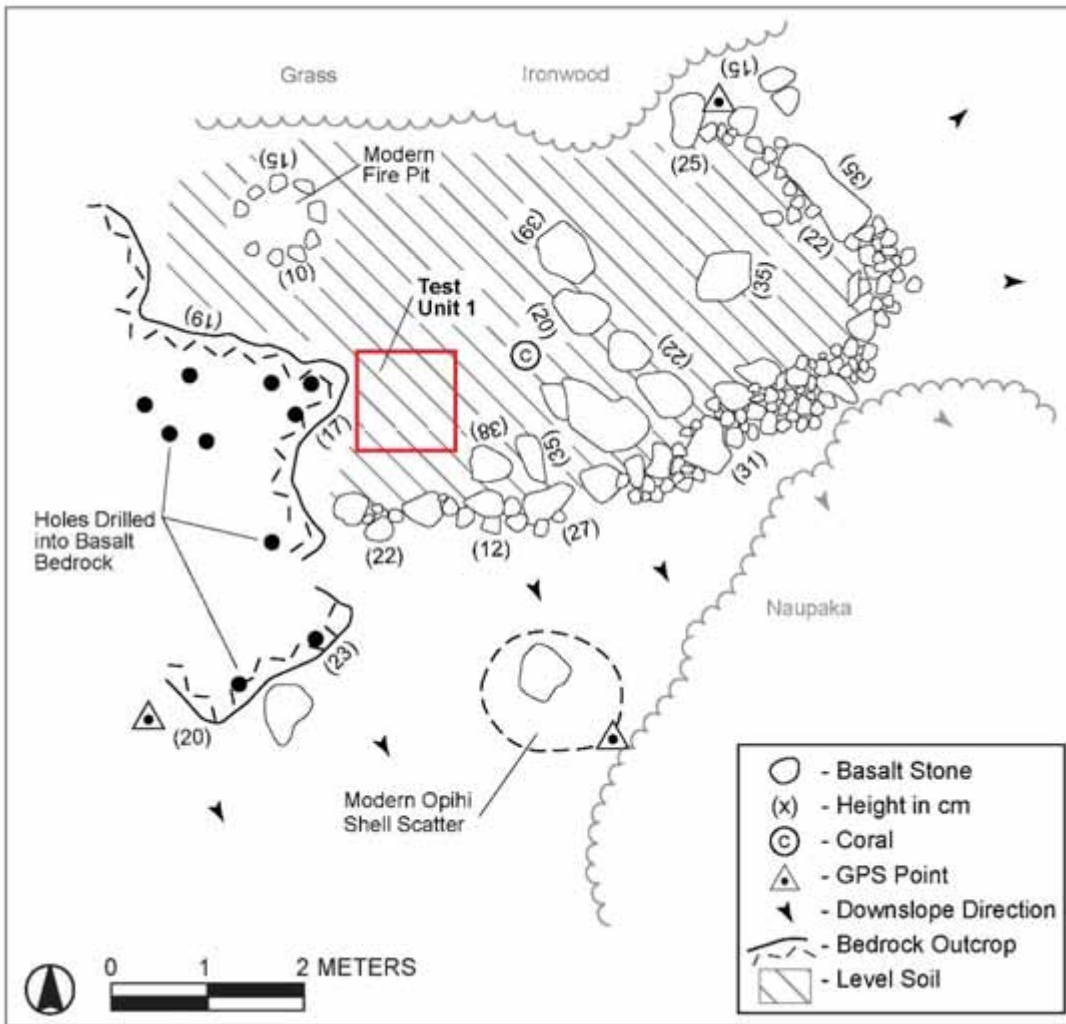 Grass
Ironwood
(15)
Modern
Fire Pit
(15)
(25)
(35)
(39)
(22)
(10)
Test
Unit 1
(35)
(19)
(20)
C
(22)
(17)
(38)
(35)
(31)
Holes Drilled
into Basalt
Bedrock
(22)
(12)
(27)
Naupaka
(23)
(20)
Modern Opihi
Shell Scatter
- Basalt Stone
(x) - Height in cm
C - Coral
- GPS Point
- Downslope Direction
- Bedrock Outcrop
- Level Soil
0 1 2 METERS